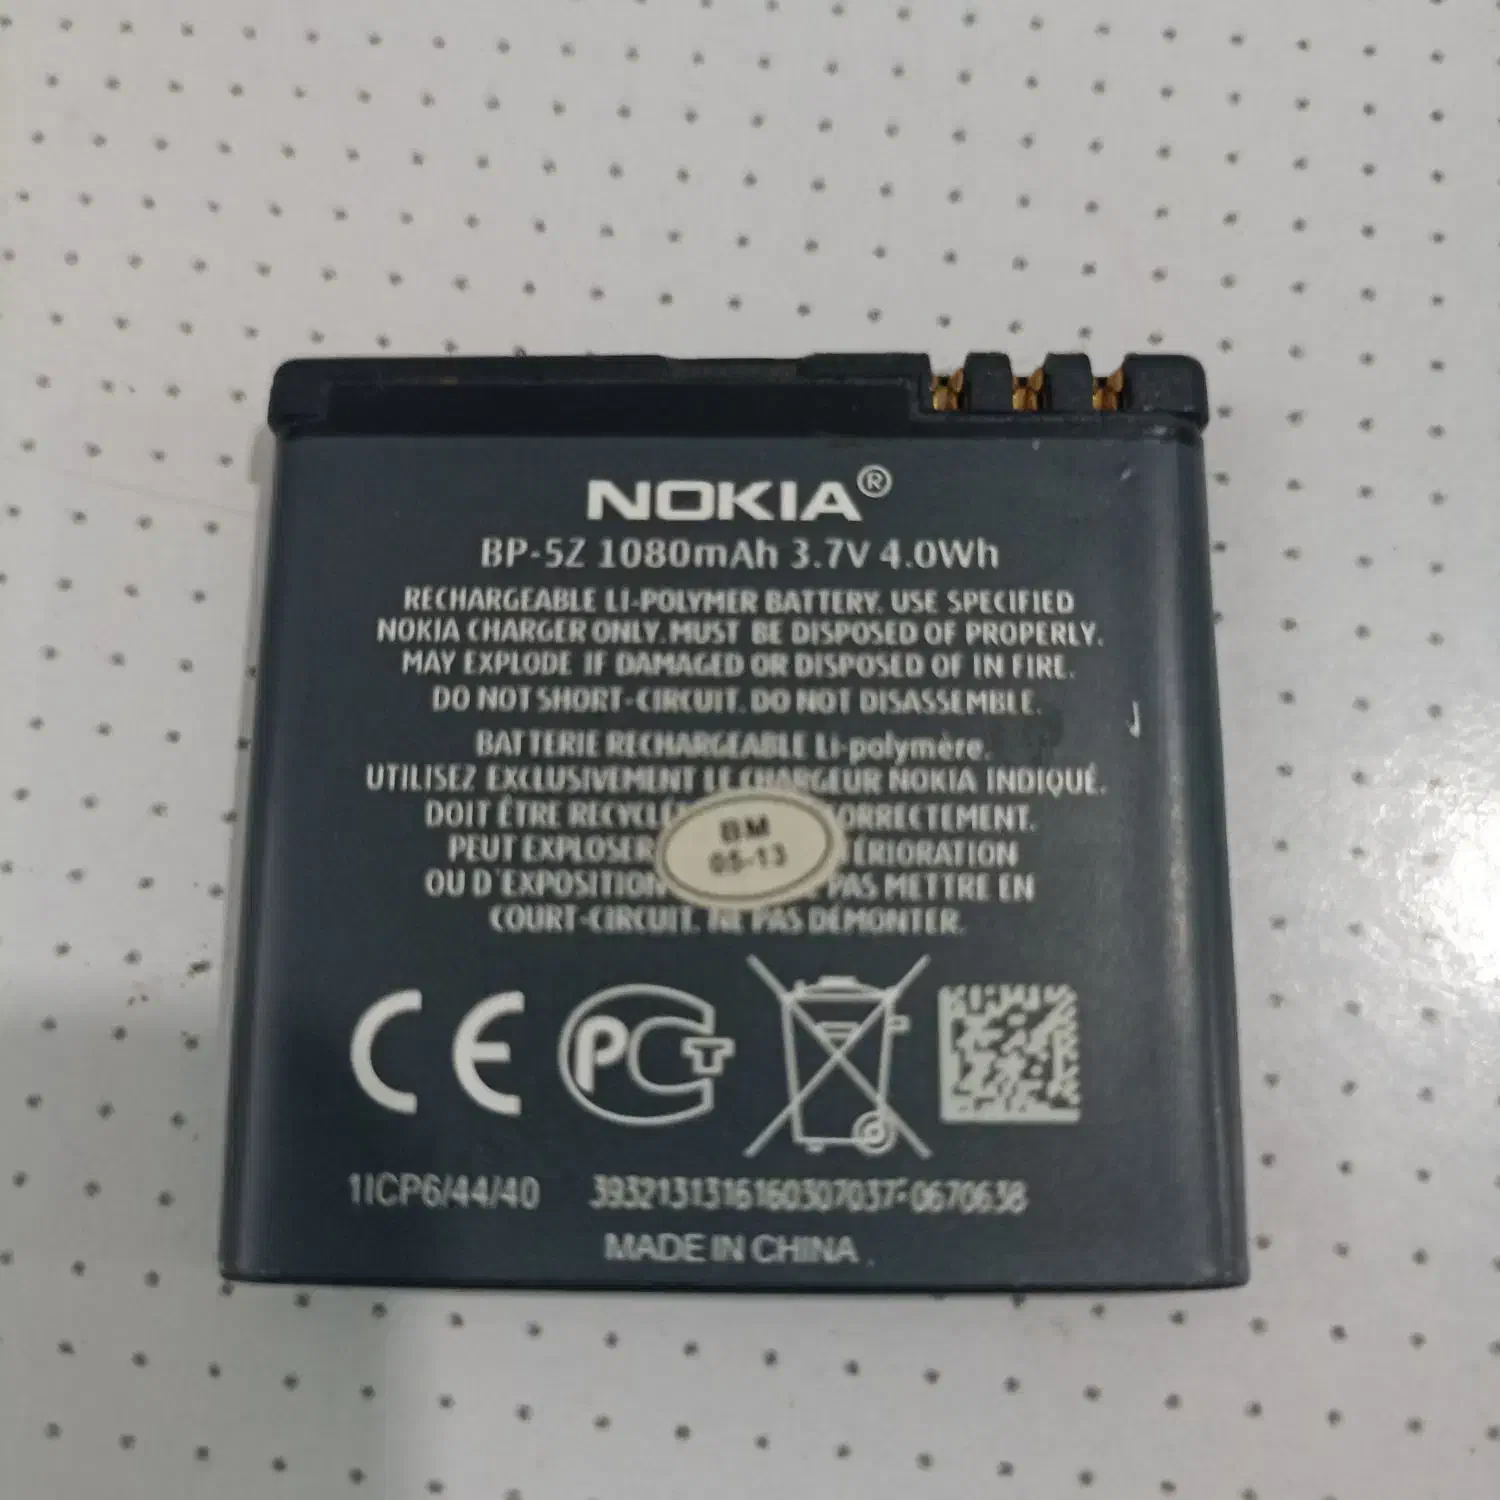 NOKIA®
BP-5Z 1080mAh 3.7V 4.0Wh
RECHARGEABLE LI-POLYMER BATTERY. USE SPECIFIED
NOKIA CHARGER ONLY. MUST BE DISPOSED OF PROPERLY.
MAY EXPLODE IF DAMAGED OR DISPOSED OF IN FIRE.
DO NOT SHORT-CIRCUIT. DO NOT DISASSEMBLE.
BATTERIE RECHARGEABLE Li-polymère.
UTILISEZ EXCLUSIVEMENT LE CHARGEUR NOKIA INDIQUÉ.
DOIT ÊTRE RECYCLÉ ORRECTEMENT.
PEUT EXPLOSER TÉRIORATION
OU D'EXPOSITION PAS METTRE EN
COURT-CIRCUIT. NE PAS DÉMONTER.
BM
05-13
CE PCT
1ICP6/44/40 3932131316160307037-0670638
MADE IN CHINA.